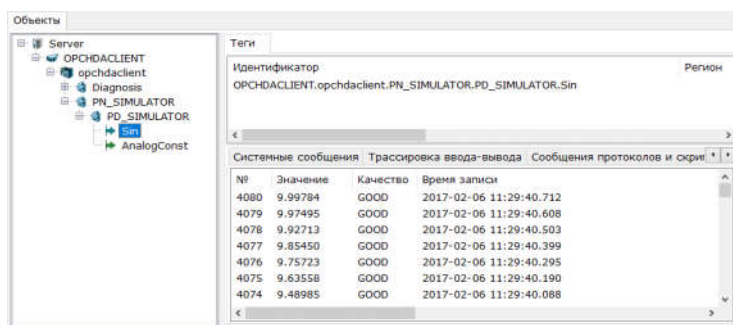 Объекты
Server
OPCHDACLIENT
opchdaclient
Diagnosis
PN_SIMULATOR
PD_SIMULATOR
Sin
AnalogConst
Теги
Идентификатор Регион
OPCHDACLIENT.opchdaclient.PN_SIMULATOR.PD_SIMULATOR.Sin
Системные сообщения Трассировка ввода-вывода Сообщения протоколов и скрип
№ Значение Качество Время записи
4080 9.99784 GOOD 2017-02-06 11:29:40.712
4079 9.97495 GOOD 2017-02-06 11:29:40.608
4078 9.92713 GOOD 2017-02-06 11:29:40.503
4077 9.85450 GOOD 2017-02-06 11:29:40.399
4076 9.75723 GOOD 2017-02-06 11:29:40.295
4075 9.63558 GOOD 2017-02-06 11:29:40.190
4074 9.48985 GOOD 2017-02-06 11:29:40.088